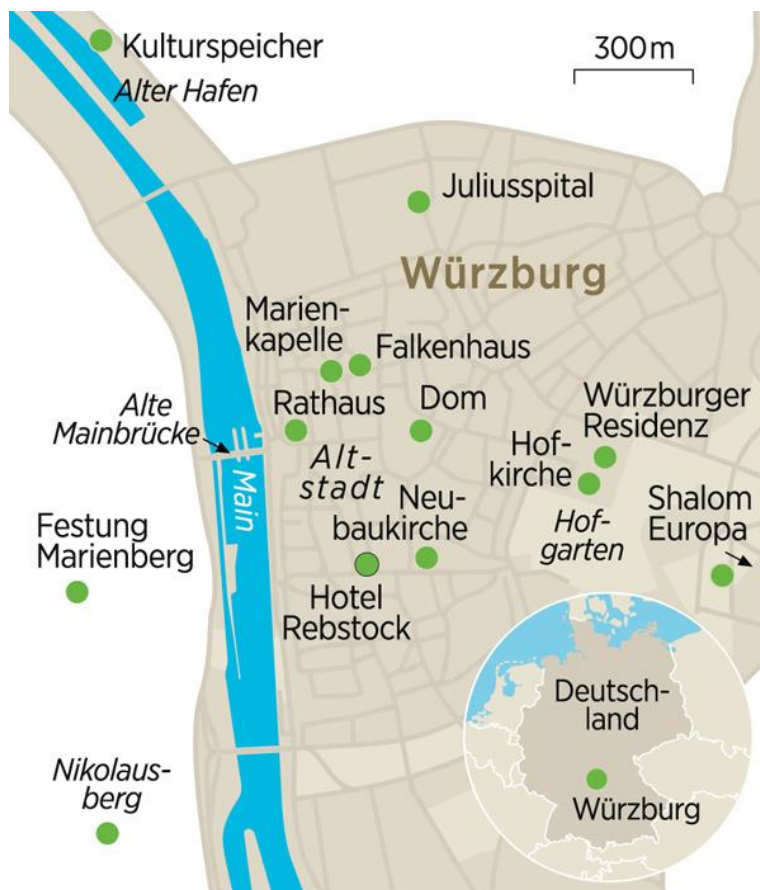 Kulturspeicher
Alter Hafen
300 m
Juliusspital
Würzburg
Marien-
kapelle
Falkenhaus
Alte
Mainbrücke
Rathaus
Dom
Würzburger
Residenz
Hof-
kirche
Alt-
stadt
Main
Neu-
baukirche
Hof-
garten
Shalom
Europa
Festung
Marienberg
Hotel
Rebstock
Nikolaus-
berg
Deutsch-
land
Würzburg